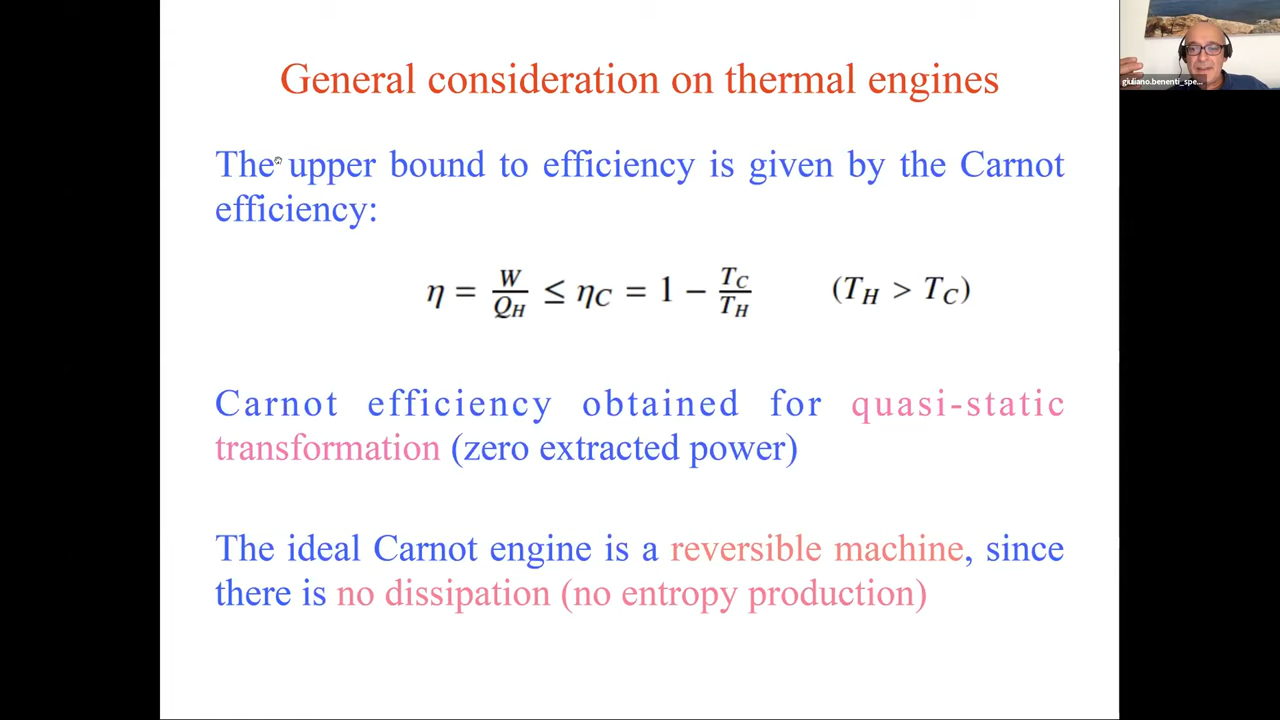 General consideration on thermal engines
giuliano.benenti_spe...
The upper bound to efficiency is given by the Carnot
efficiency:
η = W/Q_H ≤ η_C = 1 − T_C/T_H (T_H > T_C)
Carnot efficiency obtained for quasi-static
transformation (zero extracted power)
The ideal Carnot engine is a reversible machine, since
there is no dissipation (no entropy production)